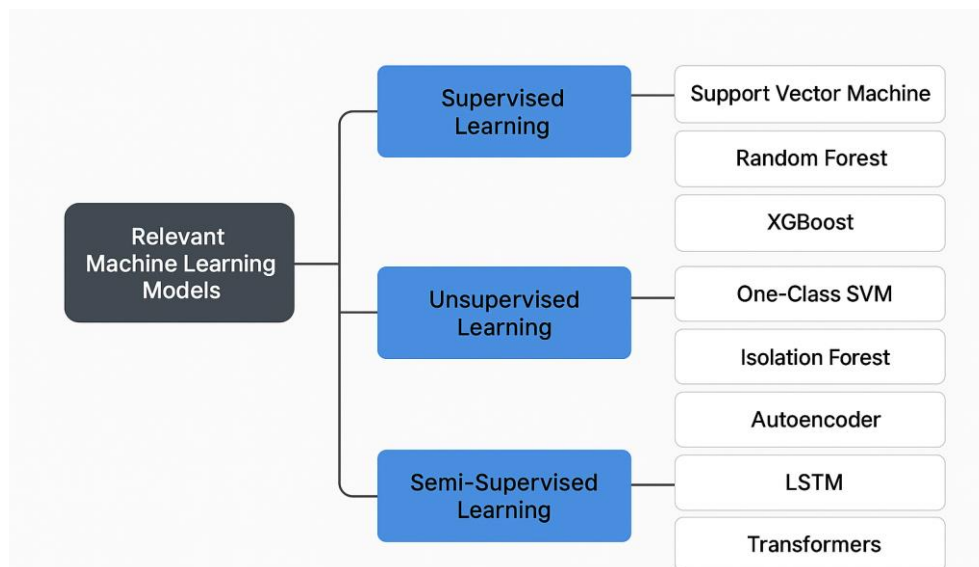 Relevant
Machine Learning
Models
Supervised
Learning
Support Vector Machine
Random Forest
XGBoost
Unsupervised
Learning
One-Class SVM
Isolation Forest
Autoencoder
Semi-Supervised
Learning
LSTM
Transformers